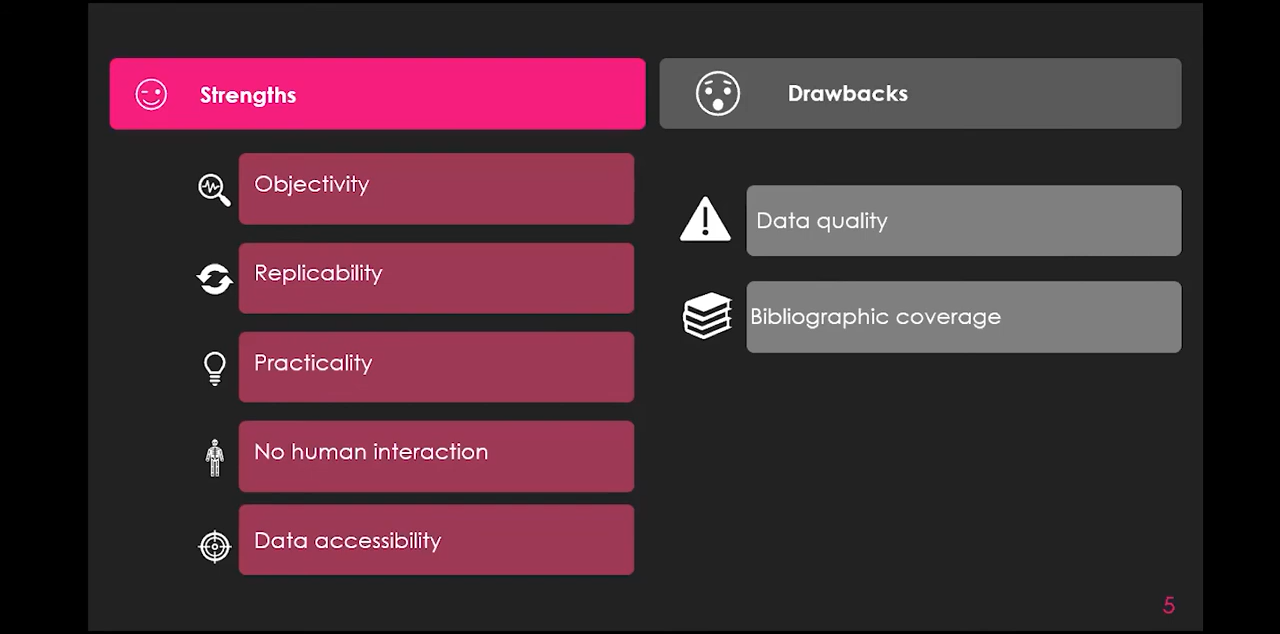 Strengths
Objectivity
Replicability
Practicality
No human interaction
Data accessibility
Drawbacks
Data quality
Bibliographic coverage
5